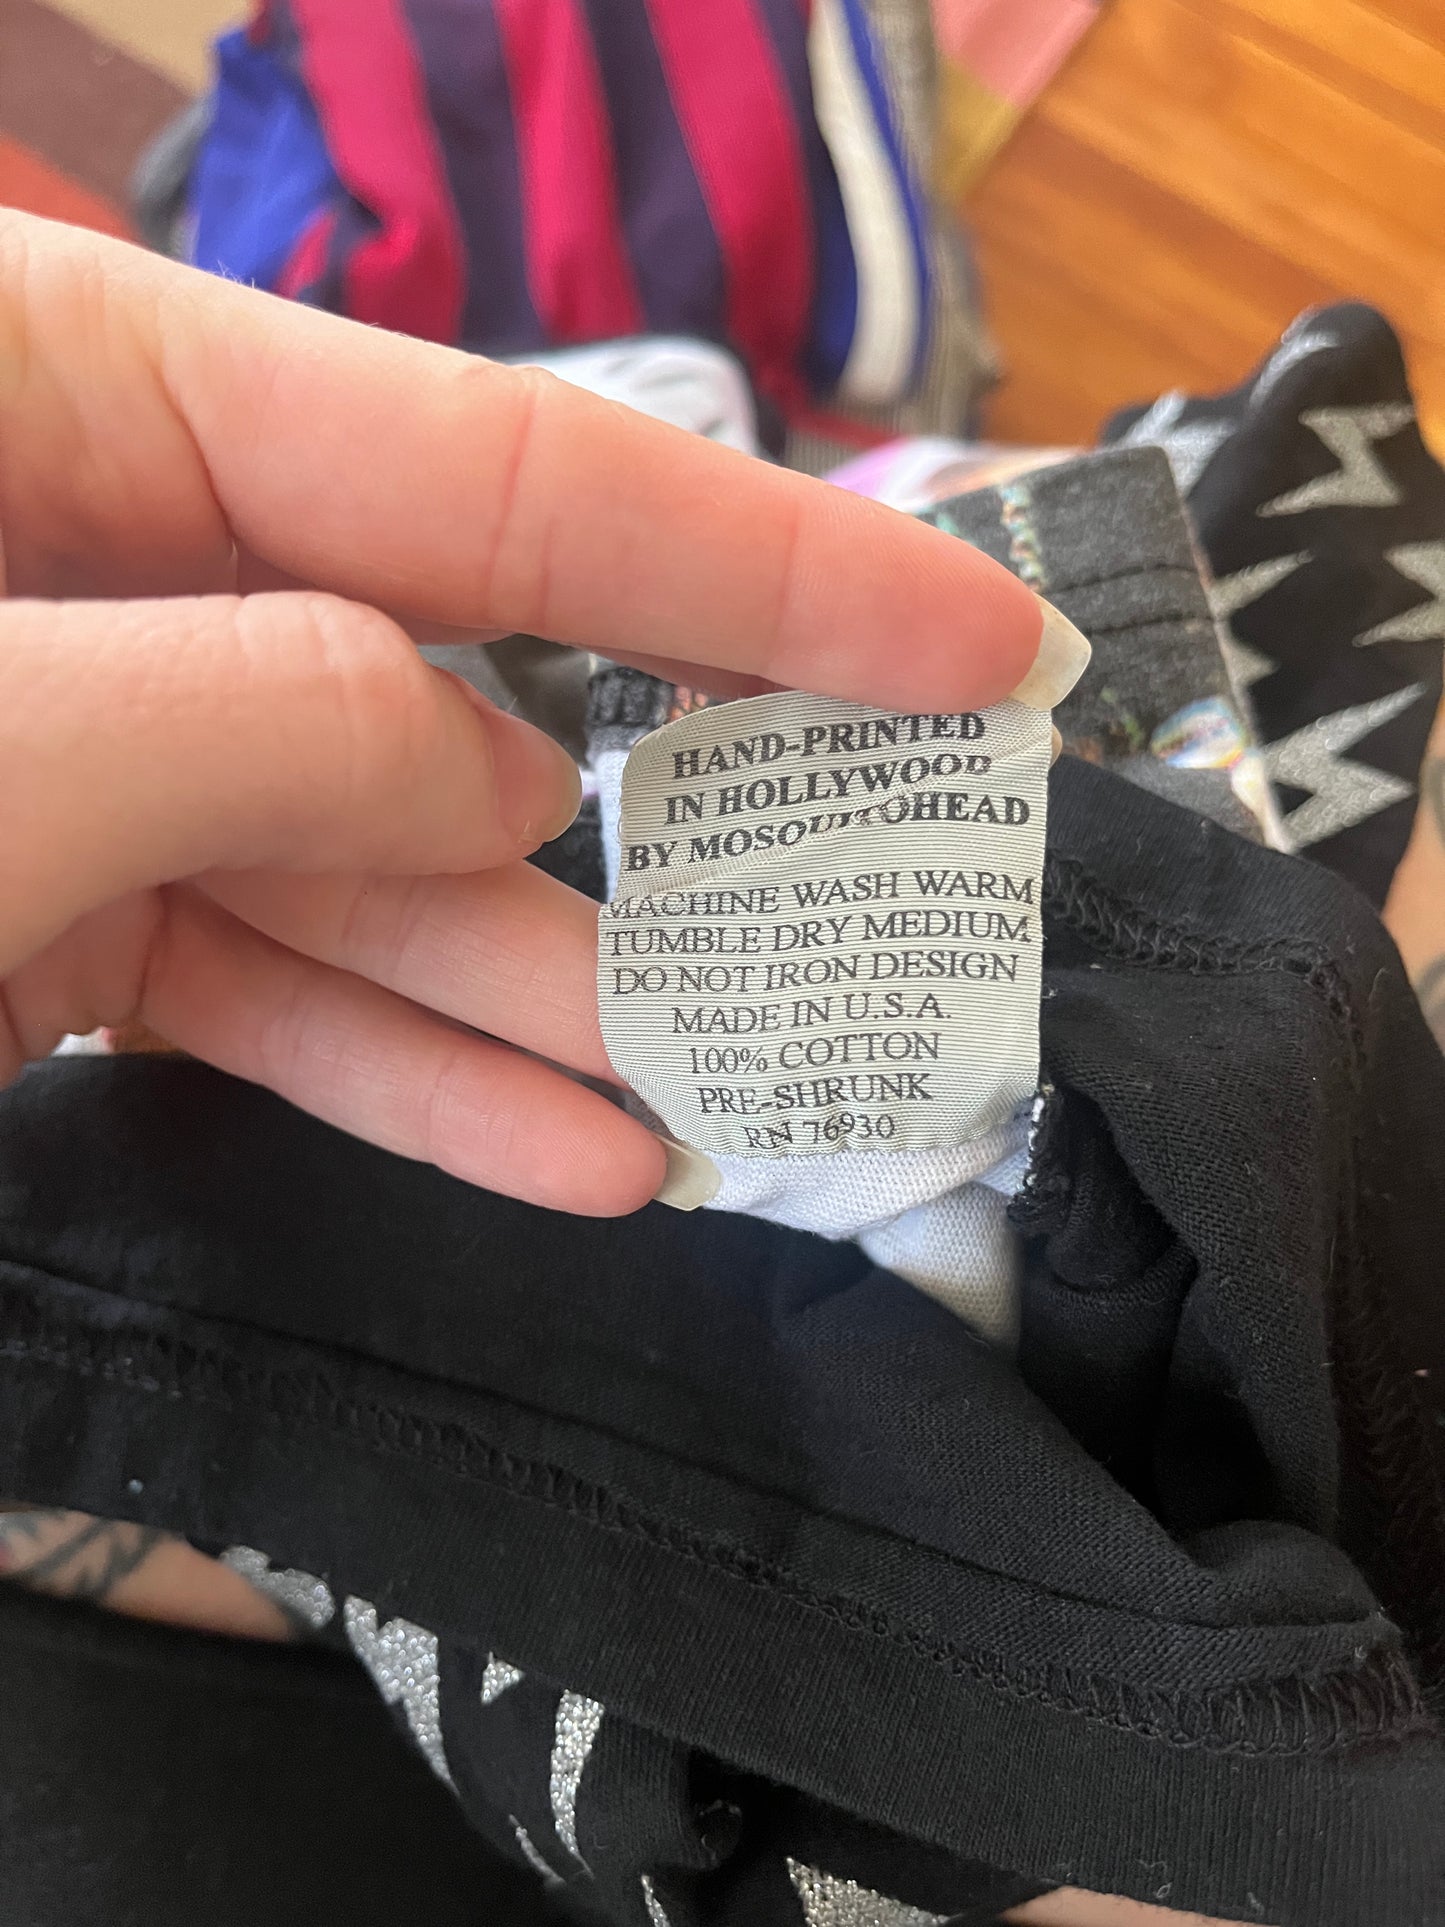 HAND-PRINTED
IN HOLLYWOOD
BY MOSQUITOHEAD
MACHINE WASH WARM
TUMBLE DRY MEDIUM
DO NOT IRON DESIGN
MADE IN U.S.A.
100% COTTON
PRE-SHRUNK
RN 76930